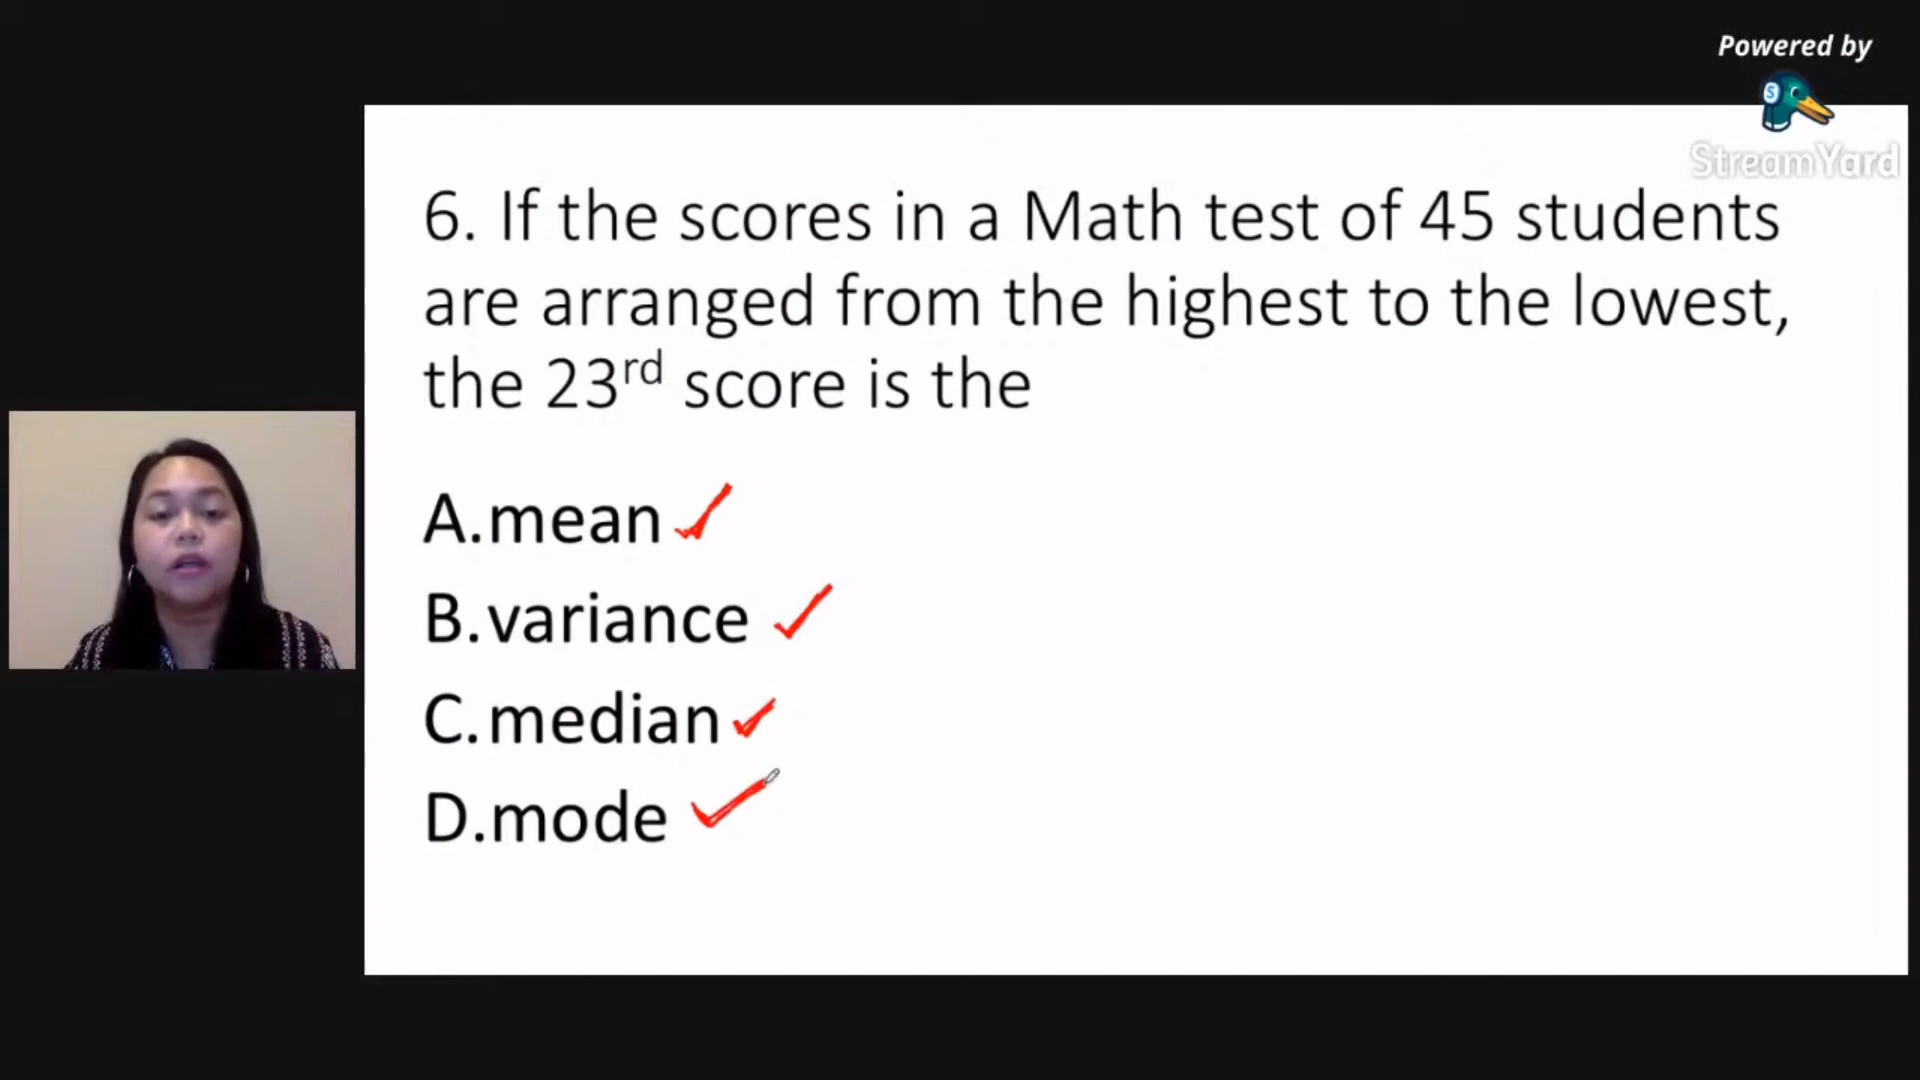 Powered by
StreamYard
6. If the scores in a Math test of 45 students
are arranged from the highest to the lowest,
the 23rd score is the
A.mean
B.variance
C.median
D.mode